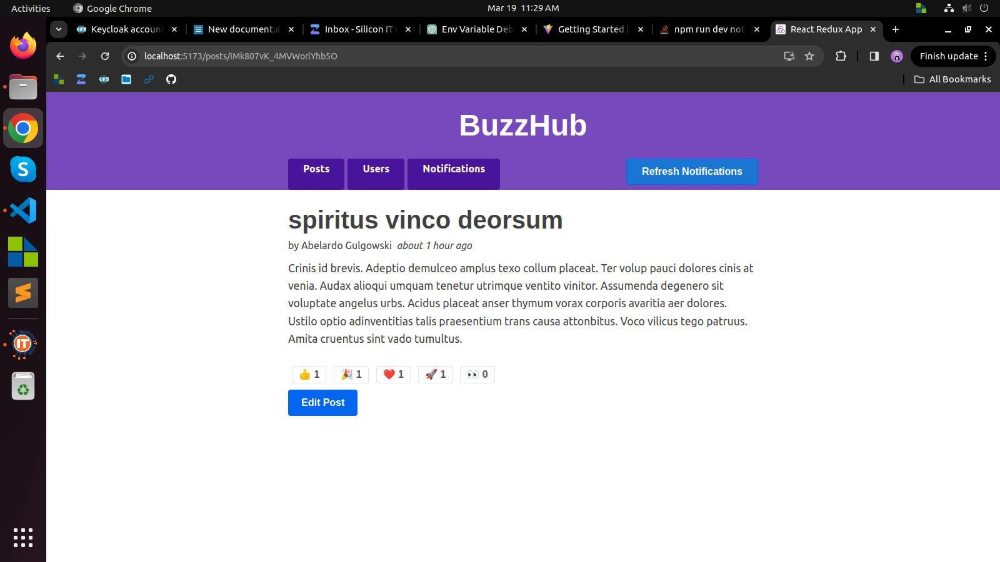 Activities
Google Chrome
Mar 19 11:29 AM
Keycloak account
New document.d
Inbox - Silicon IT
Env Variable Deb
Getting Started
npm run dev not
React Redux App
localhost:5173/posts/IMk807vK_4MVWorlYhb5O
Finish update
All Bookmarks
BuzzHub
Posts
Users
Notifications
Refresh Notifications
spiritus vinco deorsum
by Abelardo Gulgowski about 1 hour ago
Crinis id brevis. Adeptio demulceo amplus texo collum placeat. Ter volup pauci dolores cinis at
venia. Audax alioqui umquam tenetur utrimque ventito vinitor. Assumenda degenero sit
voluptate angelus urbs. Acidus placeat anser thymum vorax corporis avaritia aer dolores.
Ustilo optio adinventitias talis praesentium trans causa attonbitus. Voco vilicus tego patruus.
Amita cruentus sint vado tumultus.
👍 1
🎉 1
❤️ 1
🚀 1
👀 0
Edit Post
IT